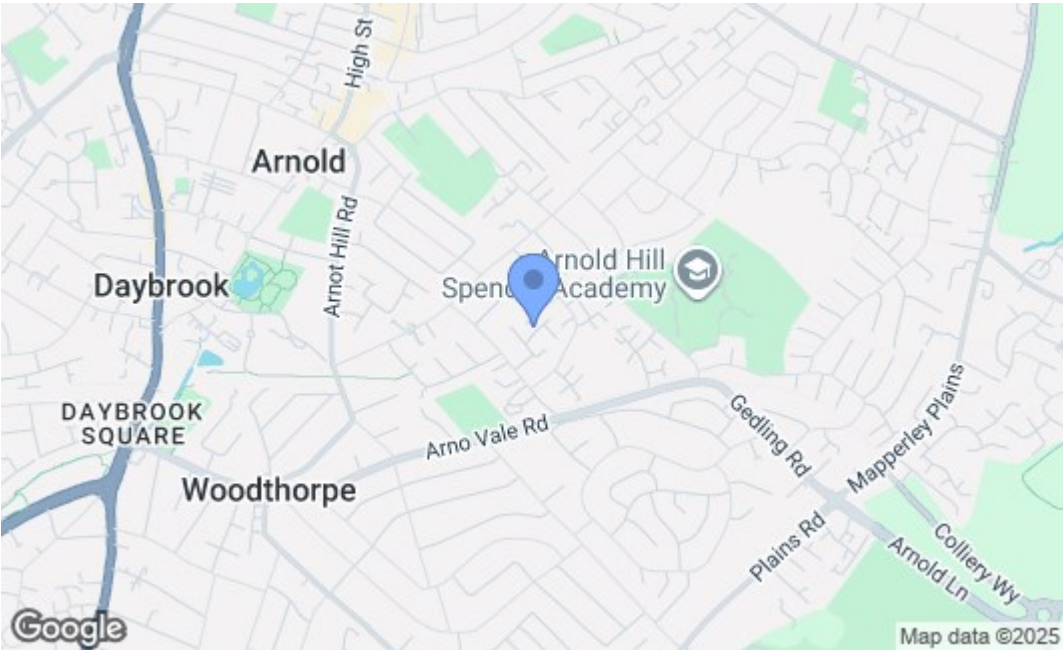 High St
Arnold
Arnot Hill Rd
Daybrook
Arnold Hill
Academy
DAYBROOK
SQUARE
Arno Vale Rd
Gedling Rd
Mapperley Plains
Woodthorpe
Plains Rd
Colliery Wy
Arnold Ln
Google
Map data ©2025